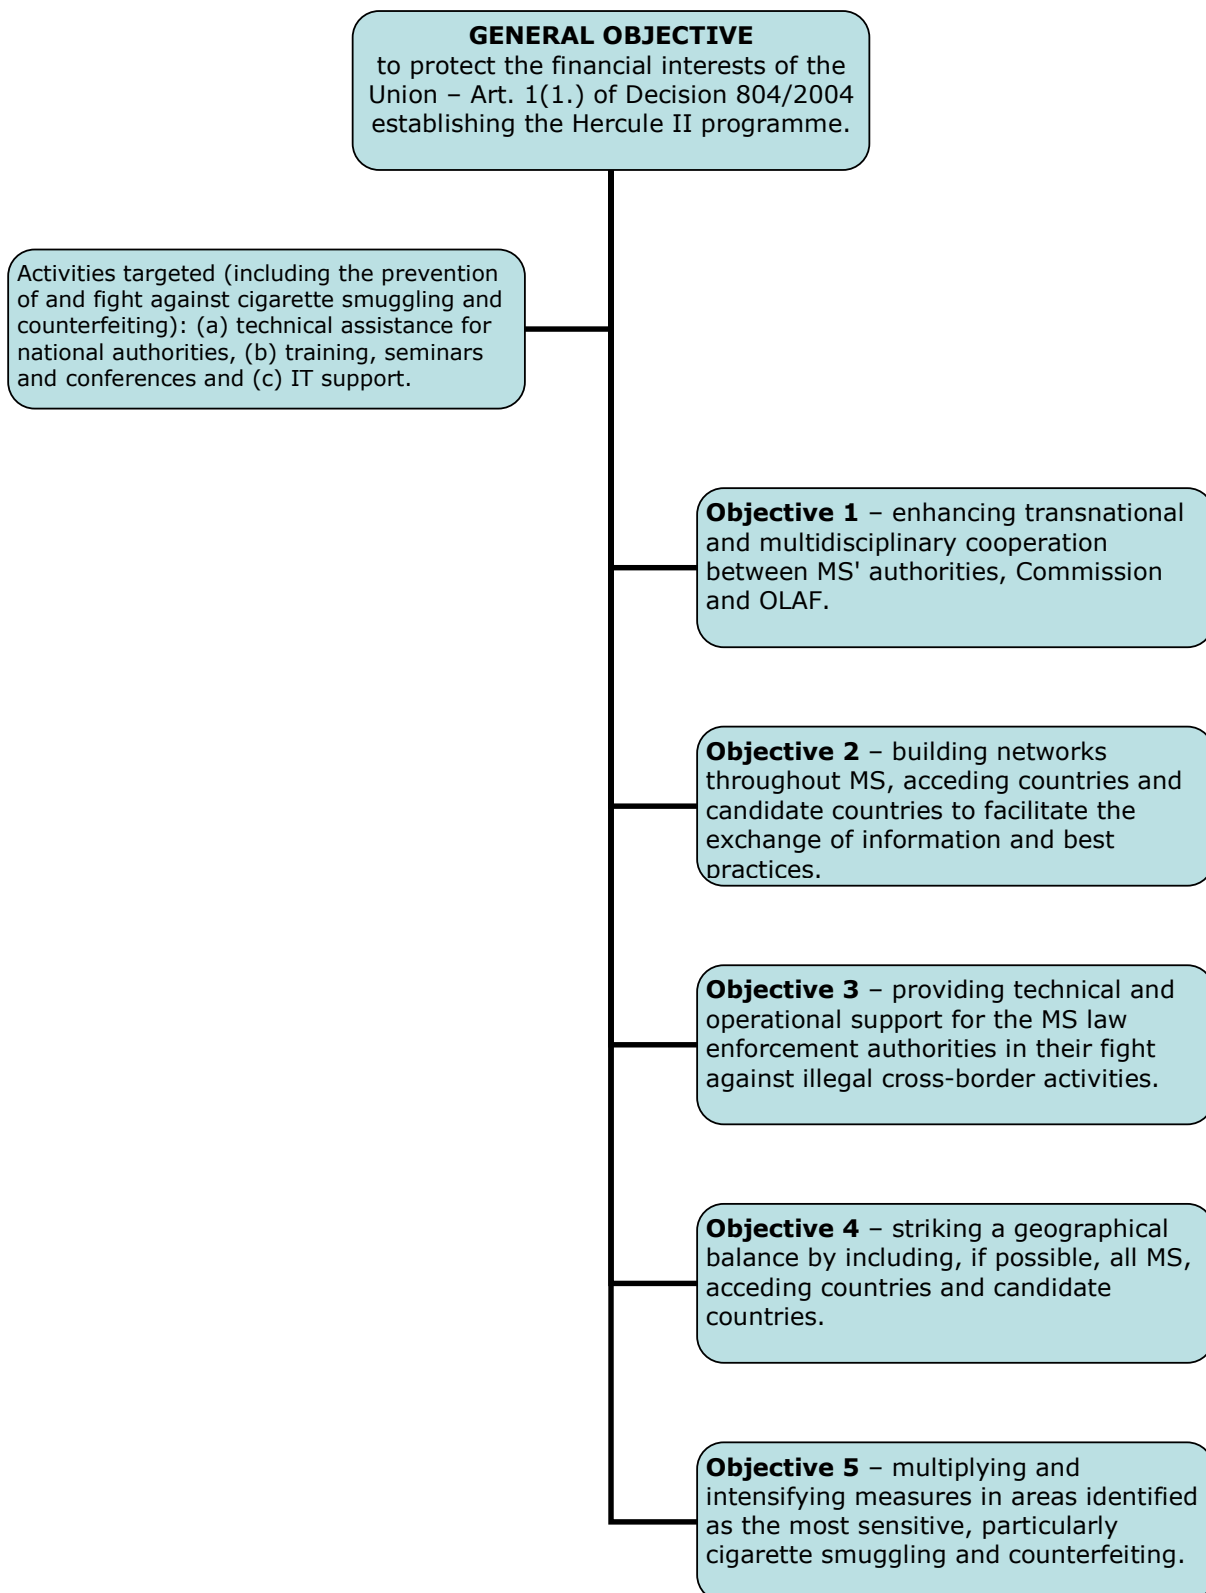 GENERAL OBJECTIVE
to protect the financial interests of the
Union – Art. 1(1.) of Decision 804/2004
establishing the Hercule II programme.
Activities targeted (including the prevention
of and fight against cigarette smuggling and
counterfeiting): (a) technical assistance for
national authorities, (b) training, seminars
and conferences and (c) IT support.
Objective 1 – enhancing transnational
and multidisciplinary cooperation
between MS' authorities, Commission
and OLAF.
Objective 2 – building networks
throughout MS, acceding countries and
candidate countries to facilitate the
exchange of information and best
practices.
Objective 3 – providing technical and
operational support for the MS law
enforcement authorities in their fight
against illegal cross-border activities.
Objective 4 – striking a geographical
balance by including, if possible, all MS,
acceding countries and candidate
countries.
Objective 5 – multiplying and
intensifying measures in areas identified
as the most sensitive, particularly
cigarette smuggling and counterfeiting.